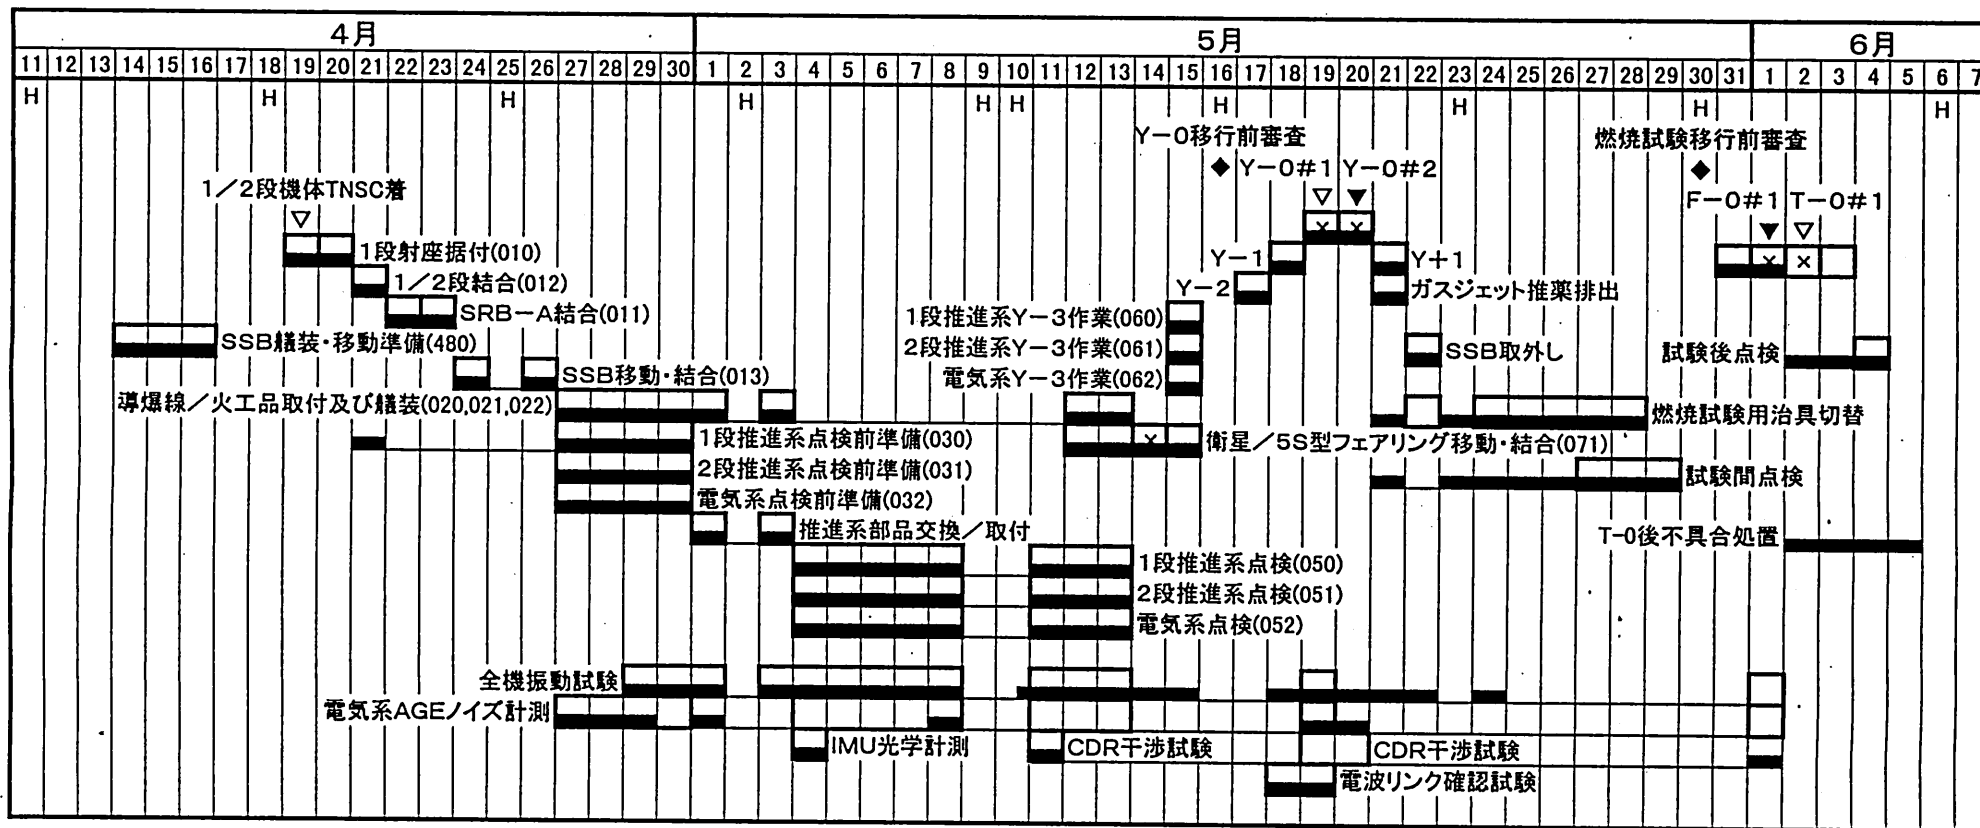 4月 5月 6月
11 12 13 14 15 16 17 18 19 20 21 22 23 24 25 26 27 28 29 30 1 2 3 4 5 6 7 8 9 10 11 12 13 14 15 16 17 18 19 20 21 22 23 24 25 26 27 28 29 30 31 1 2 3 4 5 6 7
H H H H H H H H H H
Y-0移行前審査 燃焼試験移行前審査
◆ Y-0#1 Y-0#2 ◆
1/2段機体TNSC着 ▽ ▼ F-0#1 T-0#1
▽ × × ▼ ▽
1段射座据付(010) Y-1 Y+1 × ×
1/2段結合(012) Y-2 ガスジェット推薬排出
SRB-A結合(011) 1段推進系Y-3作業(060)
SSB艤装・移動準備(480) 2段推進系Y-3作業(061) SSB取外し 試験後点検
SSB移動・結合(013) 電気系Y-3作業(062)
導爆線/火工品取付及び艤装(020,021,022) 燃焼試験用治具切替
1段推進系点検前準備(030) × 衛星/5S型フェアリング移動・結合(071)
2段推進系点検前準備(031) 試験間点検
電気系点検前準備(032)
推進系部品交換/取付 T-0後不具合処置
1段推進系点検(050)
2段推進系点検(051)
電気系点検(052)
全機振動試験
電気系AGEノイズ計測
IMU光学計測 CDR干渉試験 CDR干渉試験
電波リンク確認試験